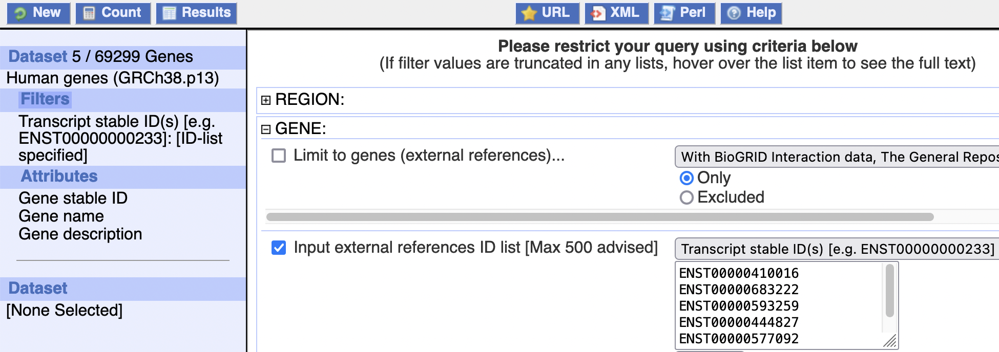 New Count Results URL XML Perl Help
Dataset 5 / 69299 Genes
Human genes (GRCh38.p13)
Filters
Transcript stable ID(s) [e.g.
ENST00000000233]: [ID-list
specified]
Attributes
Gene stable ID
Gene name
Gene description
Dataset
[None Selected]
Please restrict your query using criteria below
(If filter values are truncated in any lists, hover over the list item to see the full text)
REGION:
GENE:
Limit to genes (external references)...
With BioGRID Interaction data, The General Repos
Only
Excluded
Input external references ID list [Max 500 advised]
Transcript stable ID(s) [e.g. ENST00000000233]
ENST00000410016
ENST00000683222
ENST00000593259
ENST00000444827
ENST00000577092